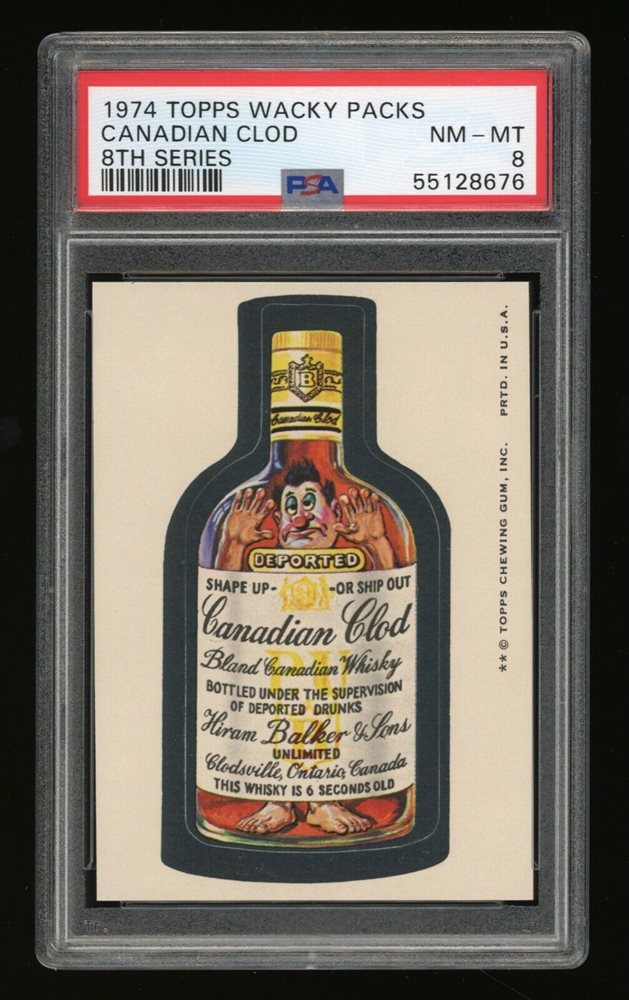 1974 TOPPS WACKY PACKS
CANADIAN CLOD NM - MT
8TH SERIES 8
PSA 55128676
B
Canadian Clod
DEPORTED
SHAPE UP- -OR SHIP OUT
Canadian Clod
Bland Canadian Whisky
BOTTLED UNDER THE SUPERVISION
OF DEPORTED DRUNKS
Hiram Balker & Sons
UNLIMITED
Clodsville, Ontario, Canada
THIS WHISKY IS 6 SECONDS OLD
** © TOPPS CHEWING GUM, INC. PRTD. IN U.S.A.